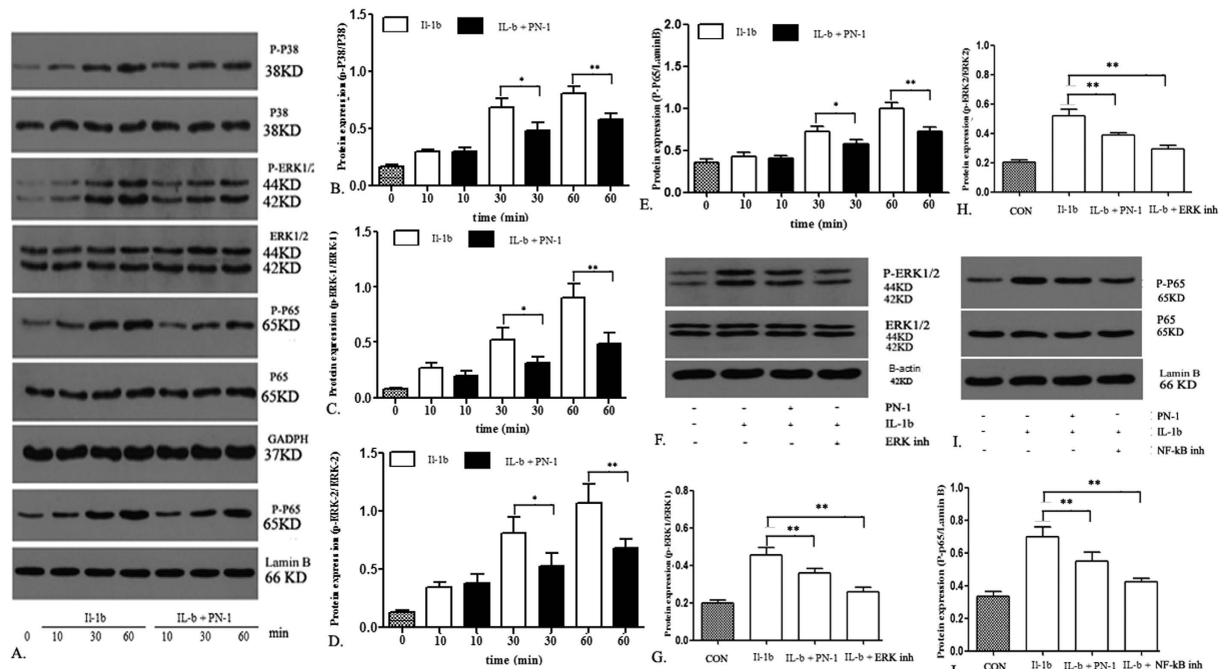 P-P38
38KD
P38
38KD
P-ERK1/2
44KD
42KD
ERK1/2
44KD
42KD
P-P65
65KD
P65
65KD
GADPH
37KD
P-P65
65KD
Lamin B
66 KD
Il-1b IL-b + PN-1
0 10 30 60 10 30 60 min
A.
Il-1b IL-b + PN-1
Protein expression (p-P38/P38)
1.5
1.0
0.5
0.0
* **
0 10 10 30 30 60 60
time (min)
B.
Il-1b IL-b + PN-1
Protein expression (p-ERK-1/ERK-1)
1.5
1.0
0.5
0.0
* **
0 10 10 30 30 60 60
time (min)
C.
Il-1b IL-b + PN-1
Protein expression (p-ERK-2/ERK-2)
1.5
1.0
0.5
0.0
* **
0 10 10 30 30 60 60
time (min)
D.
Il-1b IL-b + PN-1
Protein expression (P-P65/LaminB)
2.0
1.5
1.0
0.5
0.0
* **
0 10 10 30 30 60 60
time (min)
E.
P-ERK1/2
44KD
42KD
ERK1/2
44KD
42KD
B-actin
42KD
- - + - PN-1
- + + + IL-1b
- - - + ERK inh
F.
Protein expression (p-ERK1/ERK1)
0.8
0.6
0.4
0.2
0.0
**
**
CON Il-1b IL-b + PN-1 IL-b + ERK inh
G.
Protein expression (p-ERK2/ERK2)
1.0
0.8
0.6
0.4
0.2
0.0
**
**
CON Il-1b IL-b + PN-1 IL-b + ERK inh
H.
P-P65
65KD
P65
65KD
Lamin B
66 KD
- - + - PN-1
- + + + IL-1b
- - - + NF-kB inh
I.
Protein expression (P-p65/Lamin B)
1.0
0.8
0.6
0.4
0.2
0.0
**
**
CON Il-1b IL-b + PN-1 IL-b + NF-kB inh